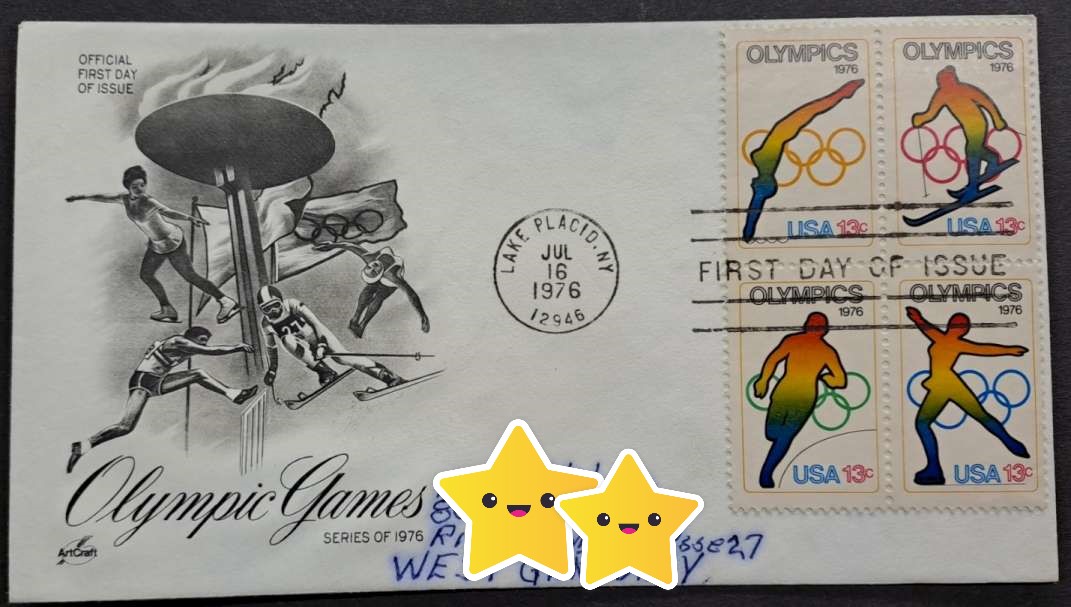 OFFICIAL
FIRST DAY
OF ISSUE
27
Olympic Games
SERIES OF 1976
ArtCraft
LAKE PLACID, NY
JUL
16
1976
12946
OLYMPICS
1976
USA 13c
OLYMPICS
1976
USA 13c
FIRST DAY OF ISSUE
OLYMPICS
1976
USA 13c
OLYMPICS
1976
USA 13c
WEST